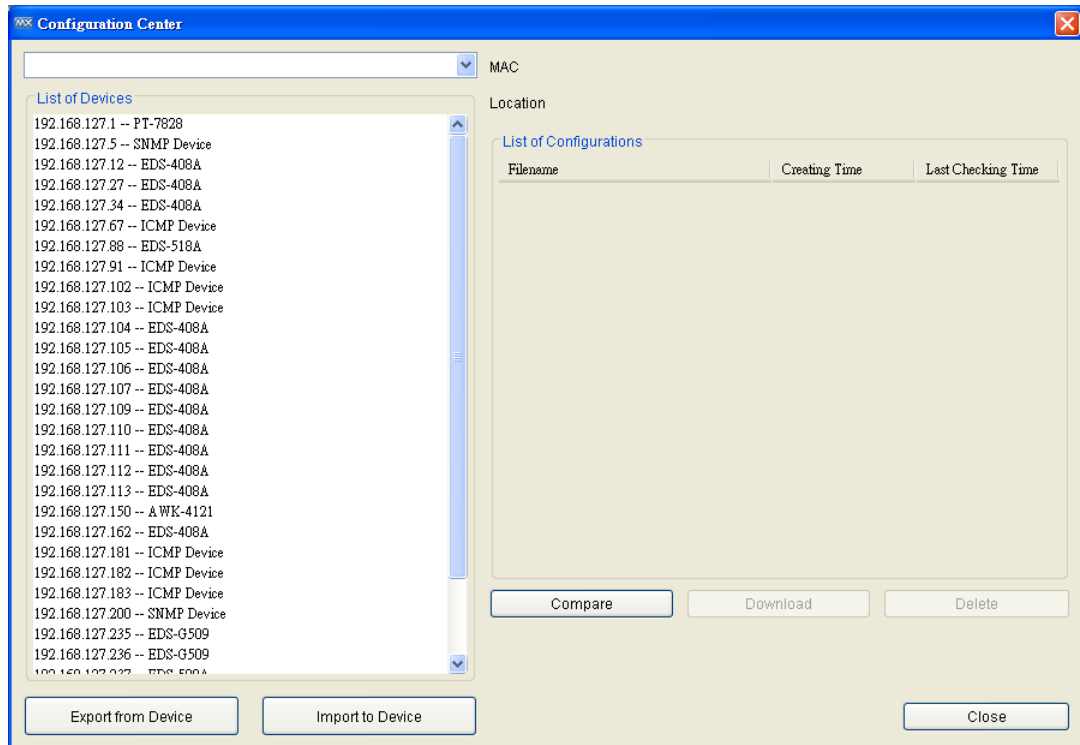 MX Configuration Center
MAC
List of Devices
Location
192.168.127.1 -- PT-7828
192.168.127.5 -- SNMP Device
192.168.127.12 -- EDS-408A
192.168.127.27 -- EDS-408A
192.168.127.34 -- EDS-408A
192.168.127.67 -- ICMP Device
192.168.127.88 -- EDS-518A
192.168.127.91 -- ICMP Device
192.168.127.102 -- ICMP Device
192.168.127.103 -- ICMP Device
192.168.127.104 -- EDS-408A
192.168.127.105 -- EDS-408A
192.168.127.106 -- EDS-408A
192.168.127.107 -- EDS-408A
192.168.127.109 -- EDS-408A
192.168.127.110 -- EDS-408A
192.168.127.111 -- EDS-408A
192.168.127.112 -- EDS-408A
192.168.127.113 -- EDS-408A
192.168.127.150 -- AWK-4121
192.168.127.162 -- EDS-408A
192.168.127.181 -- ICMP Device
192.168.127.182 -- ICMP Device
192.168.127.183 -- ICMP Device
192.168.127.200 -- SNMP Device
192.168.127.235 -- EDS-G509
192.168.127.236 -- EDS-G509
List of Configurations
Filename Creating Time Last Checking Time
Compare Download Delete
Export from Device Import to Device Close